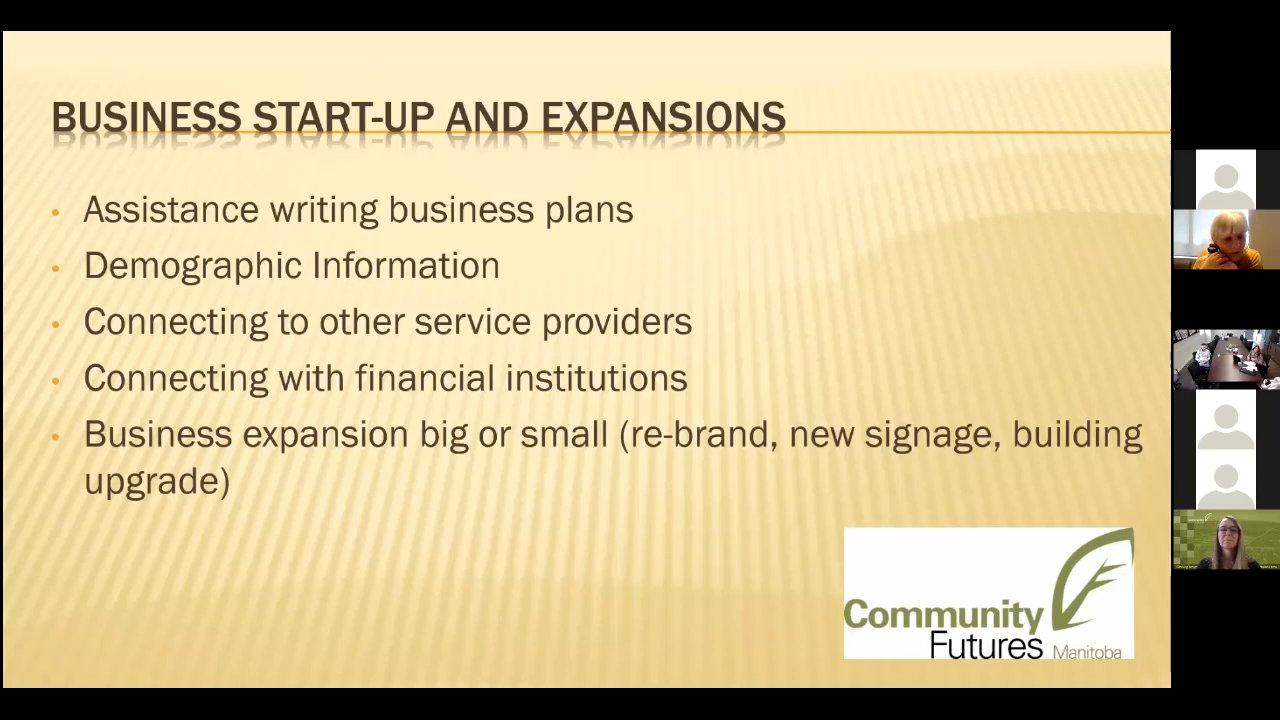 BUSINESS START-UP AND EXPANSIONS
• Assistance writing business plans
• Demographic Information
• Connecting to other service providers
• Connecting with financial institutions
• Business expansion big or small (re-brand, new signage, building
upgrade)
Community
Futures Manitoba